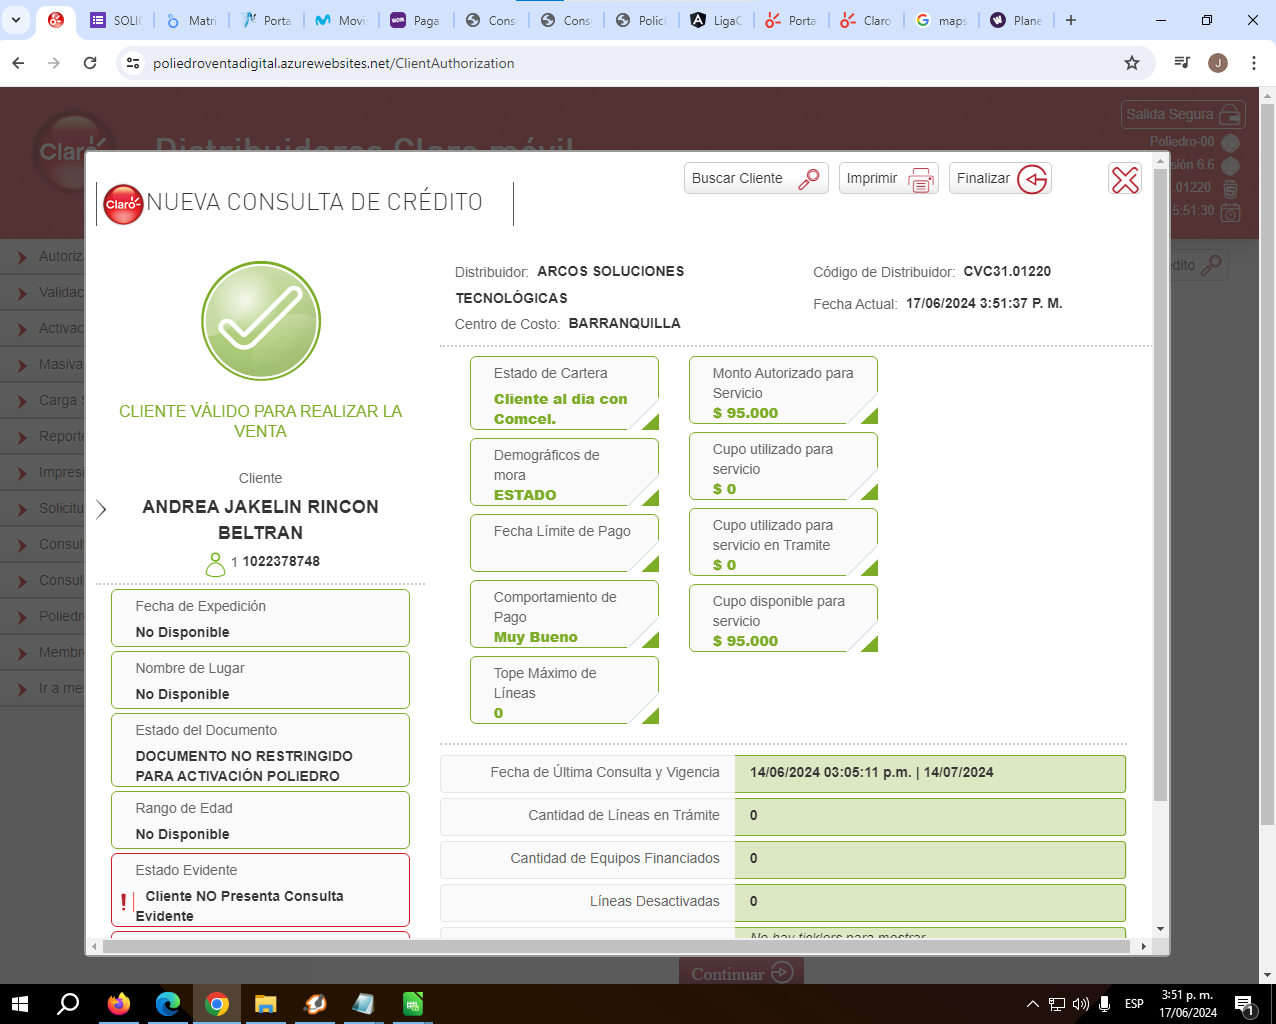 SOLIC
Matri
Porta
Movi
Paga
Cons
Cons
Polic
LigaC
Porta
Claro
maps
Plane
poliedroventadigital.azurewebsites.net/ClientAuthorization
J
Salida Segura
Poliedro-00
sión 6.6
.01220
5:51:30
Claro
Distribuidores Claro móvil
Buscar Cliente
Imprimir
Finalizar
Claro
NUEVA CONSULTA DE CRÉDITO
Autoriz
Validac
Activac
Masiva
Carga S
Reporte
Impresi
Solicitu
Consul
Consul
Poliedro
Membre
Ir a me
édito
CLIENTE VÁLIDO PARA REALIZAR LA
VENTA
Cliente
ANDREA JAKELIN RINCON
BELTRAN
1 1022378748
Fecha de Expedición
No Disponible
Nombre de Lugar
No Disponible
Estado del Documento
DOCUMENTO NO RESTRINGIDO
PARA ACTIVACIÓN POLIEDRO
Rango de Edad
No Disponible
Estado Evidente
Cliente NO Presenta Consulta
Evidente
Distribuidor: ARCOS SOLUCIONES
TECNOLÓGICAS
Centro de Costo: BARRANQUILLA
Código de Distribuidor: CVC31.01220
Fecha Actual: 17/06/2024 3:51:37 P. M.
Estado de Cartera
Cliente al dia con
Comcel.
Demográficos de
mora
ESTADO
Fecha Límite de Pago
Comportamiento de
Pago
Muy Bueno
Tope Máximo de
Líneas
0
Monto Autorizado para
Servicio
$ 95.000
Cupo utilizado para
servicio
$ 0
Cupo utilizado para
servicio en Tramite
$ 0
Cupo disponible para
servicio
$ 95.000
Fecha de Última Consulta y Vigencia 14/06/2024 03:05:11 p.m. | 14/07/2024
Cantidad de Líneas en Trámite 0
Cantidad de Equipos Financiados 0
Líneas Desactivadas 0
No hay ticklers para mostrar
Continuar
ESP
3:51 p. m.
17/06/2024
1